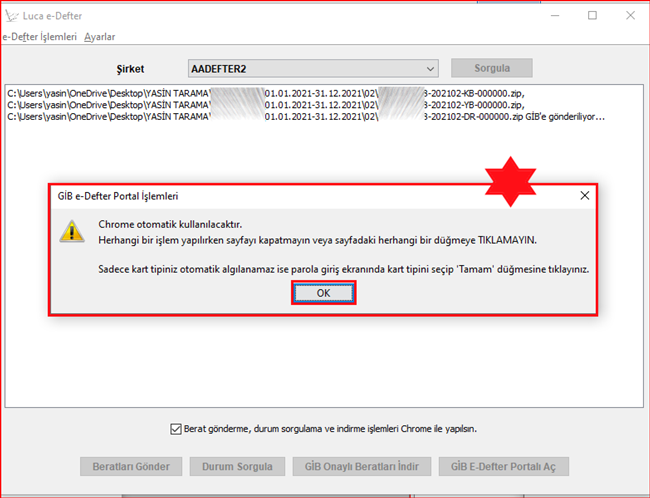 Luca e-Defter
e-Defter İşlemleri Ayarlar
Şirket AADEFTER2 Sorgula
C:\Users\yasin\OneDrive\Desktop\YASİN TARAMA\ 01.01.2021-31.12.2021\02\ 3-202102-KB-000000.zip,
C:\Users\yasin\OneDrive\Desktop\YASİN TARAMA\ 01.01.2021-31.12.2021\02\ 3-202102-YB-000000.zip,
C:\Users\yasin\OneDrive\Desktop\YASİN TARAMA\ 01.01.2021-31.12.2021\02\ 3-202102-DR-000000.zip GİB'e gönderiliyor...
GİB e-Defter Portal İşlemleri
Chrome otomatik kullanılacaktır.
Herhangi bir işlem yapılırken sayfayı kapatmayın veya sayfadaki herhangi bir düğmeye TIKLAMAYIN.
Sadece kart tipiniz otomatik algılanamaz ise parola giriş ekranında kart tipini seçip 'Tamam' düğmesine tıklayınız.
OK
Berat gönderme, durum sorgulama ve indirme işlemleri Chrome ile yapılsın.
Beratları Gönder Durum Sorgula GİB Onaylı Beratları İndir GİB E-Defter Portalı Aç